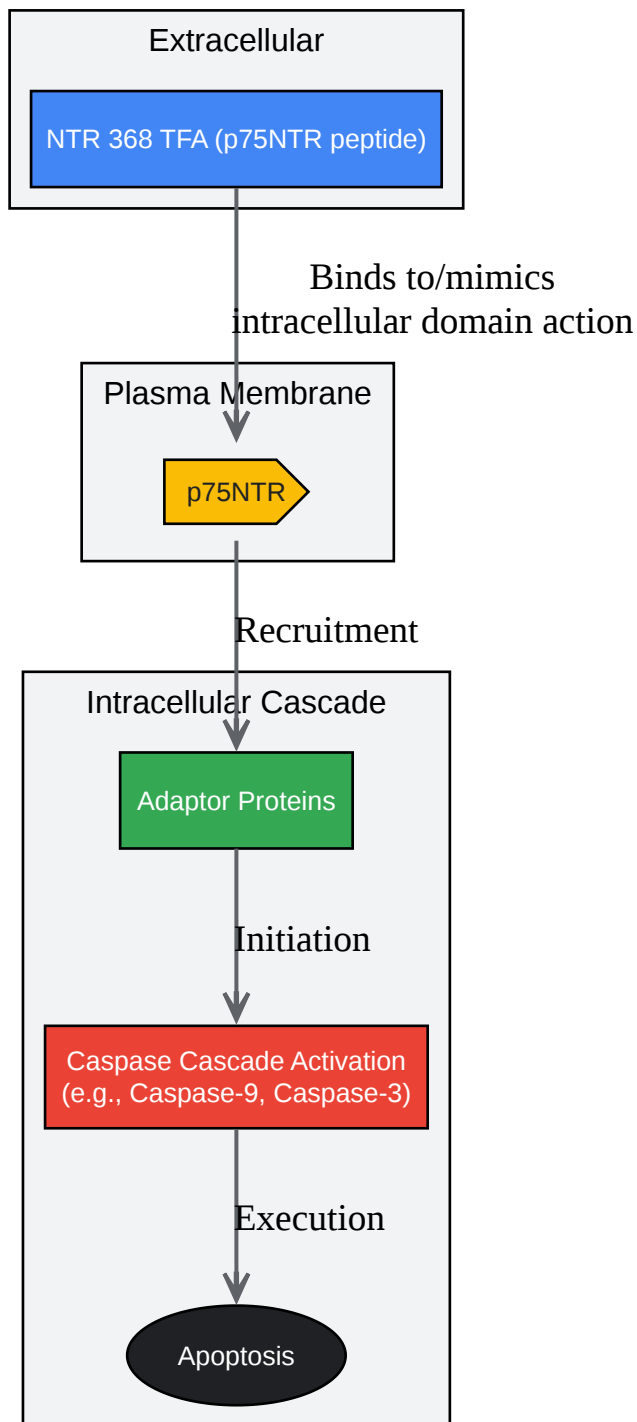 Extracellular
NTR 368 TFA (p75NTR peptide)
Binds to/mimics
intracellular domain action
Plasma Membrane
p75NTR
Recruitment
Intracellular Cascade
Adaptor Proteins
Initiation
Caspase Cascade Activation
(e.g., Caspase-9, Caspase-3)
Execution
Apoptosis